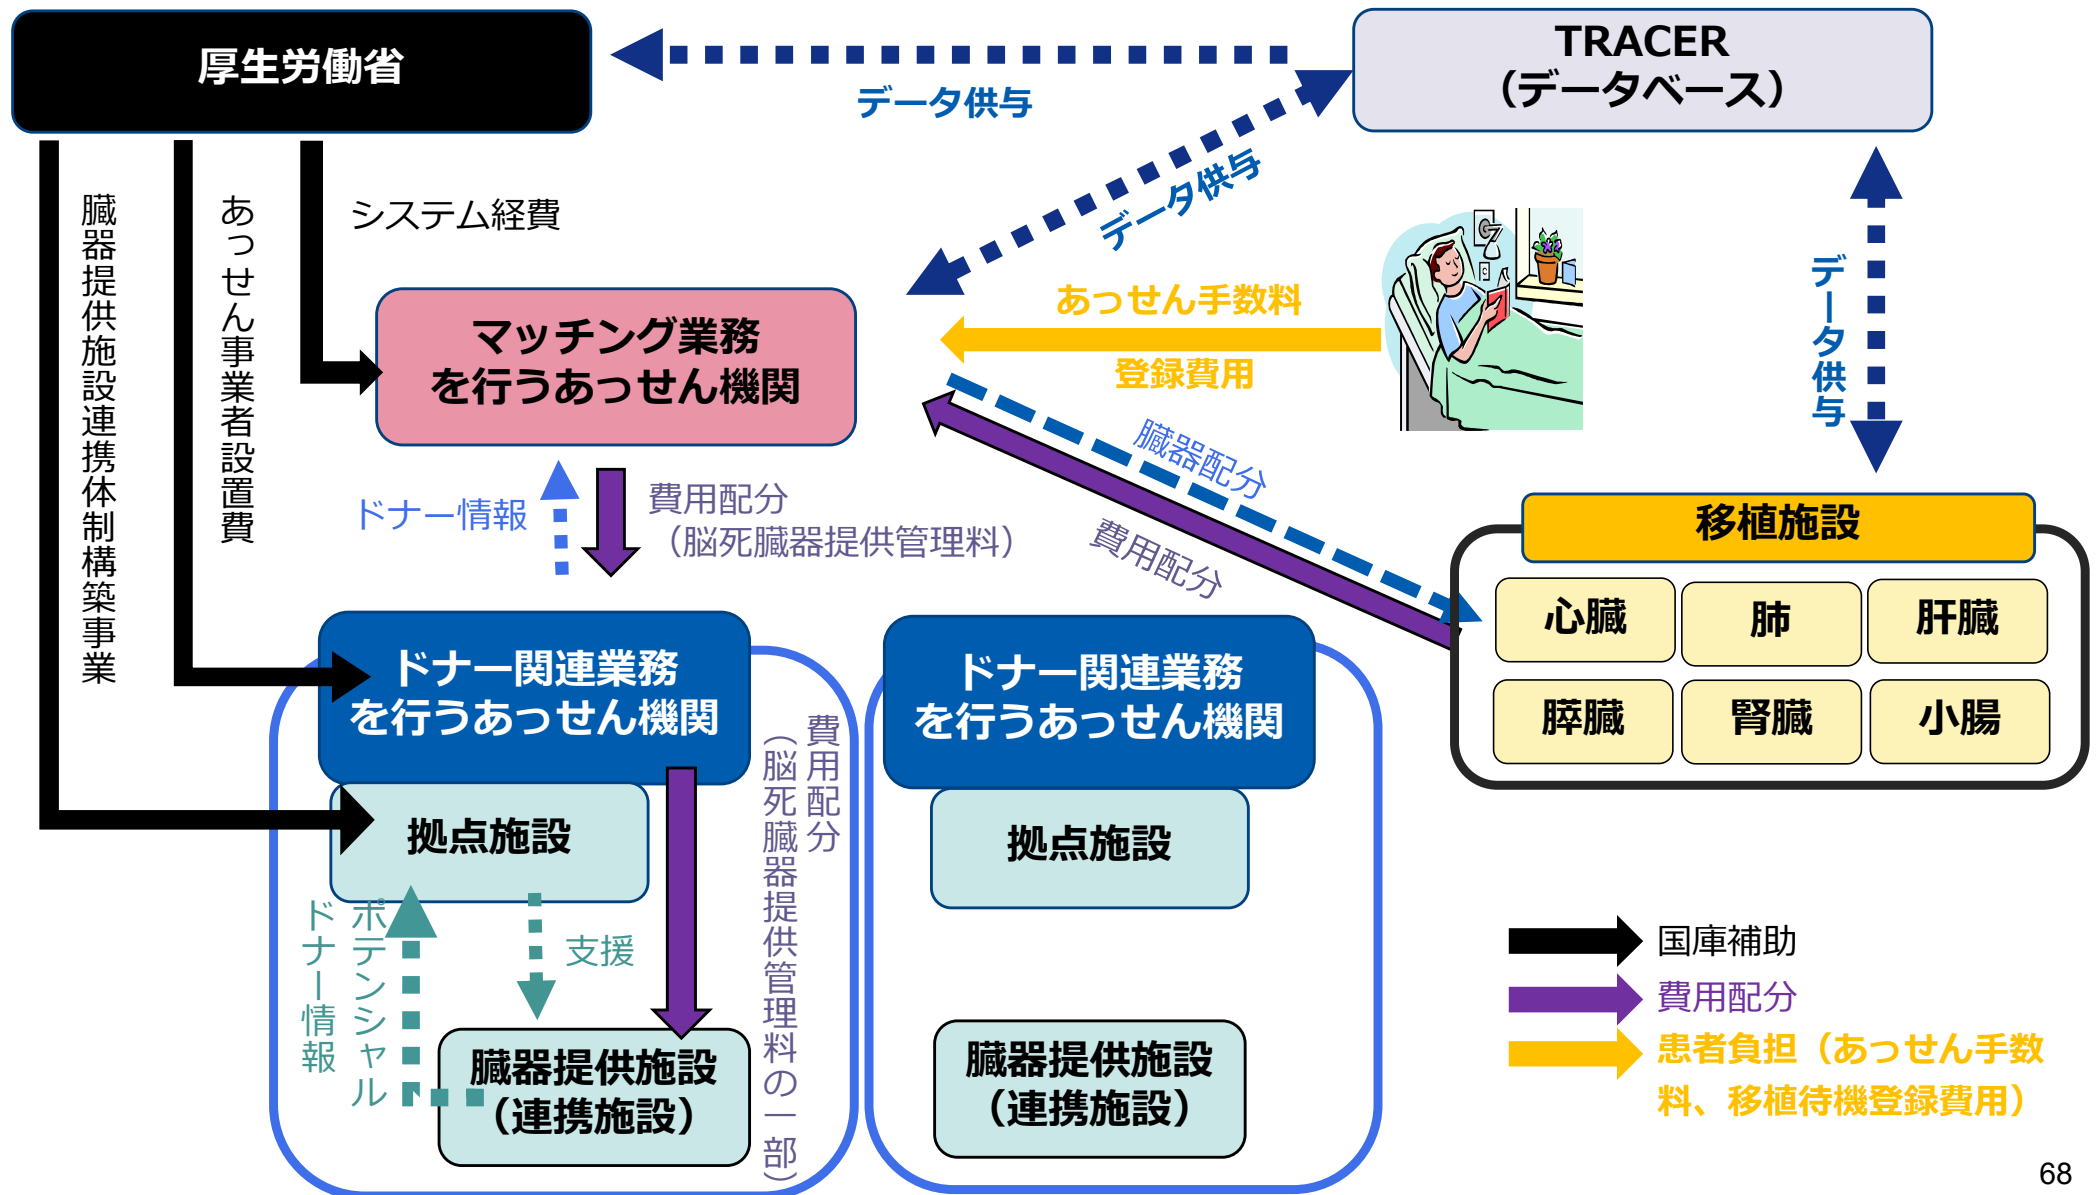 厚生労働省
TRACER
（データベース）
データ供与
データ供与
データ供与
臓器提供施設連携体制構築事業
あっせん事業者設置費
システム経費
マッチング業務
を行うあっせん機関
あっせん手数料
登録費用
臓器配分
費用配分
ドナー情報
費用配分
（脳死臓器提供管理料）
移植施設
心臓
肺
肝臓
膵臓
腎臓
小腸
ドナー関連業務
を行うあっせん機関
拠点施設
ポテンシャル
ドナー情報
支援
費用配分
（脳死臓器提供管理料の一部）
臓器提供施設
（連携施設）
ドナー関連業務
を行うあっせん機関
拠点施設
臓器提供施設
（連携施設）
国庫補助
費用配分
患者負担（あっせん手数
料、移植待機登録費用）
68